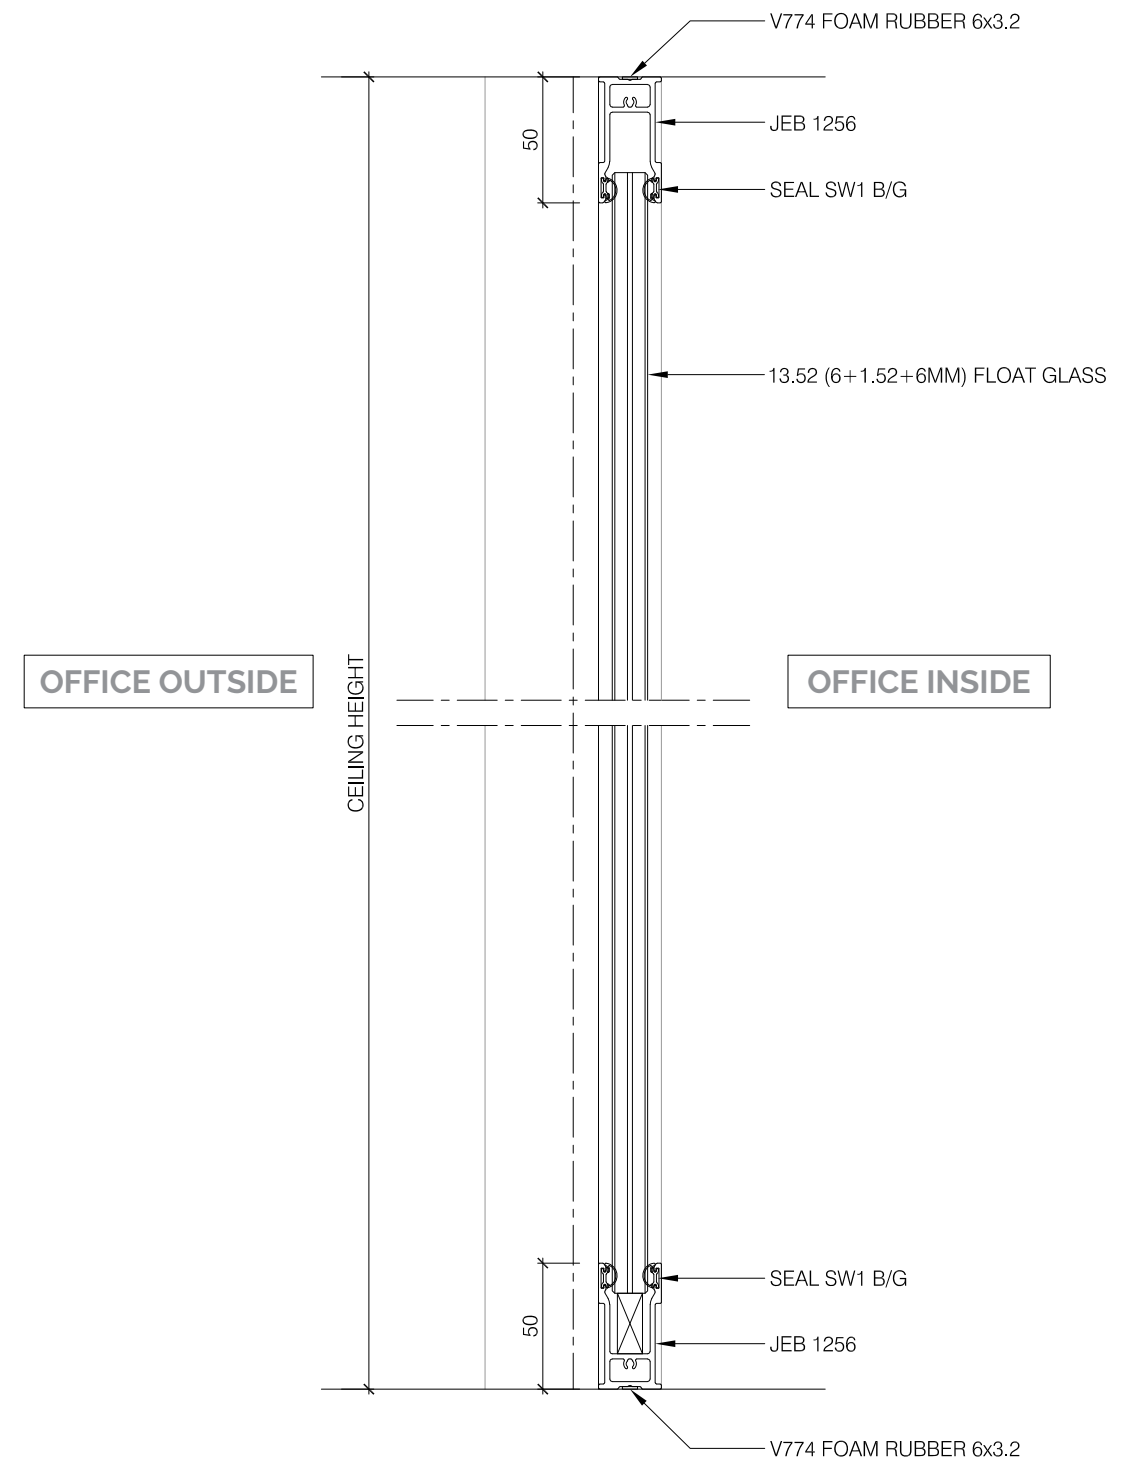 V774 FOAM RUBBER 6x3.2
JEB 1256
50
SEAL SW1 B/G
13.52 (6+1.52+6MM) FLOAT GLASS
OFFICE OUTSIDE
CEILING HEIGHT
OFFICE INSIDE
SEAL SW1 B/G
50
JEB 1256
V774 FOAM RUBBER 6x3.2